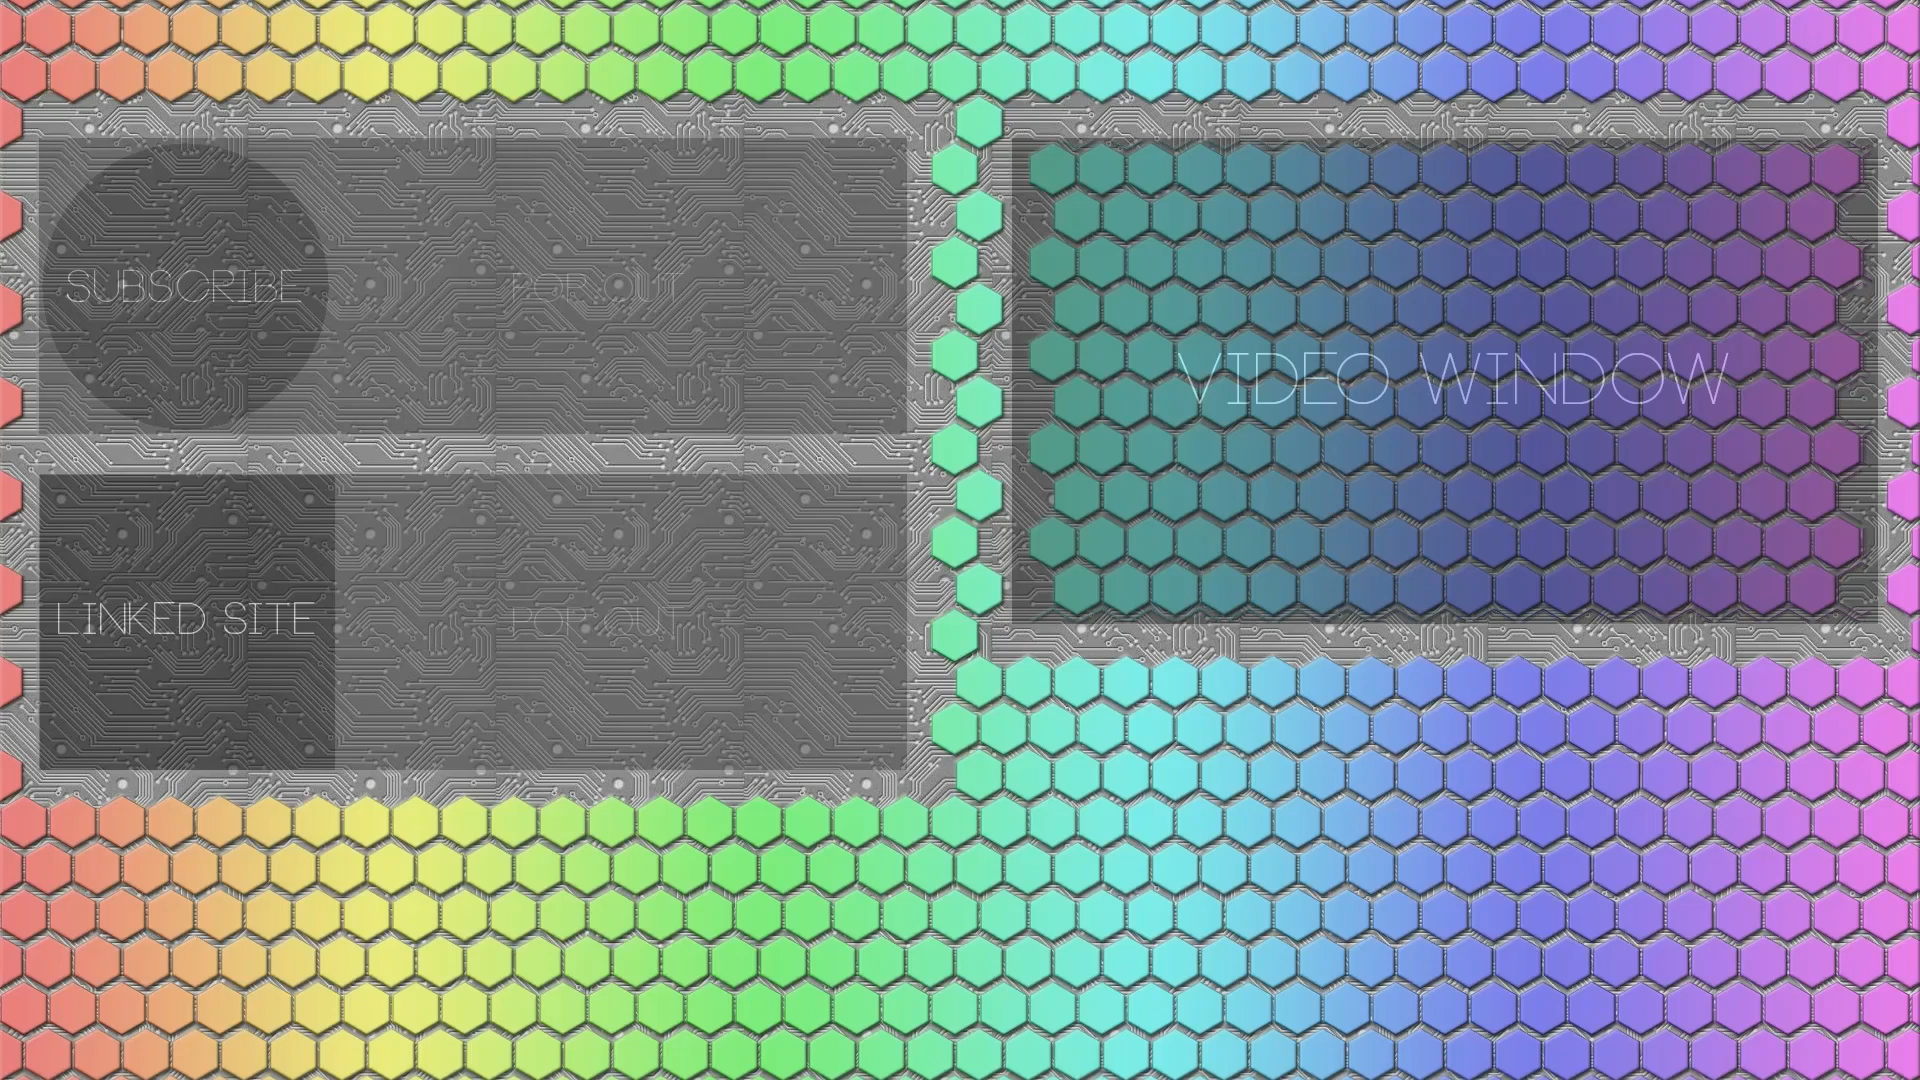 SUBSCRIBE
POP OUT
VIDEO WINDOW
LINKED SITE
POP OUT